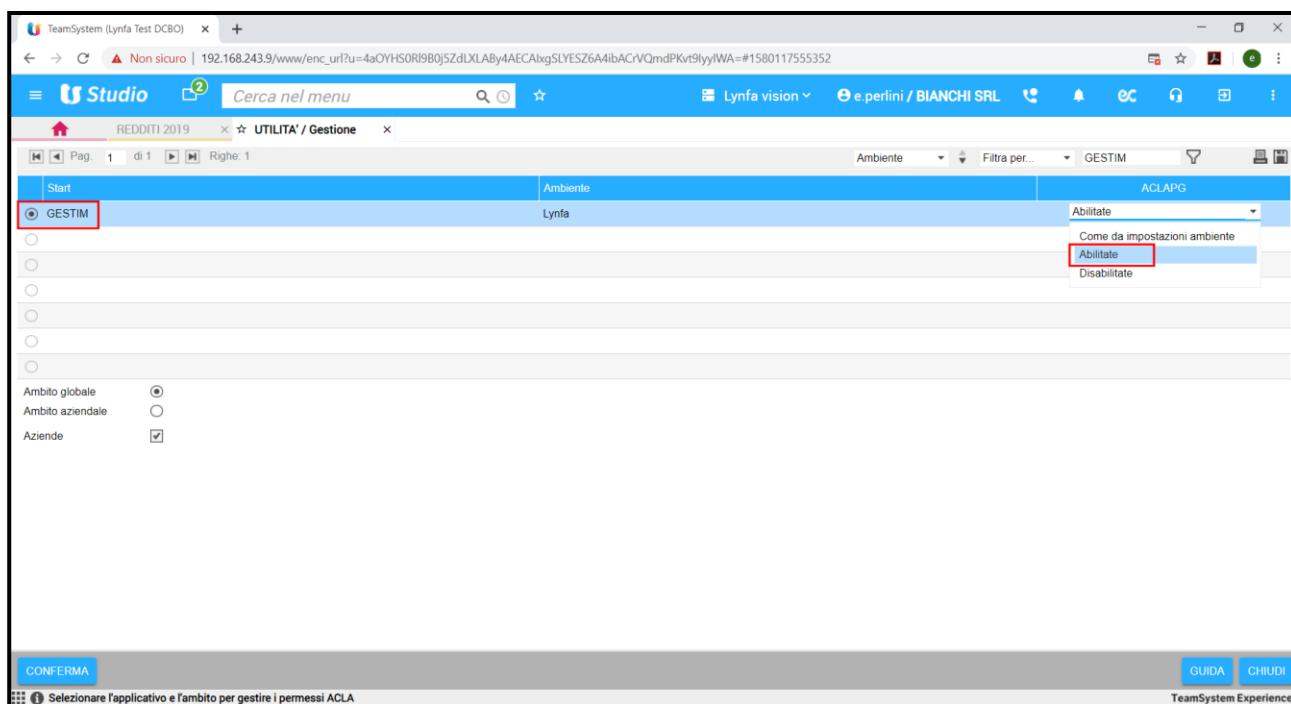 TeamSystem (Lynfa Test DCBO)
Non sicuro | 192.168.243.9/www/enc_url?u=4aOYHS0Rl9B0j5ZdLXLABy4AECAlxgSLYESZ6A4ibACrVQmdPKvt9IyyIWA=#1580117555352
e
Studio 2 Cerca nel menu Lynfa vision e.perlini / BIANCHI SRL ec
REDDITI 2019 UTILITA' / Gestione
Pag. 1 di 1 Righe: 1 Ambiente Filtra per... GESTIM
Start Ambiente ACLAPG
GESTIM Lynfa Abilitate
Come da impostazioni ambiente
Abilitate
Disabilitate
Ambito globale
Ambito aziendale
Aziende
CONFERMA GUIDA CHIUDI
Selezionare l'applicativo e l'ambito per gestire i permessi ACLA TeamSystem Experience